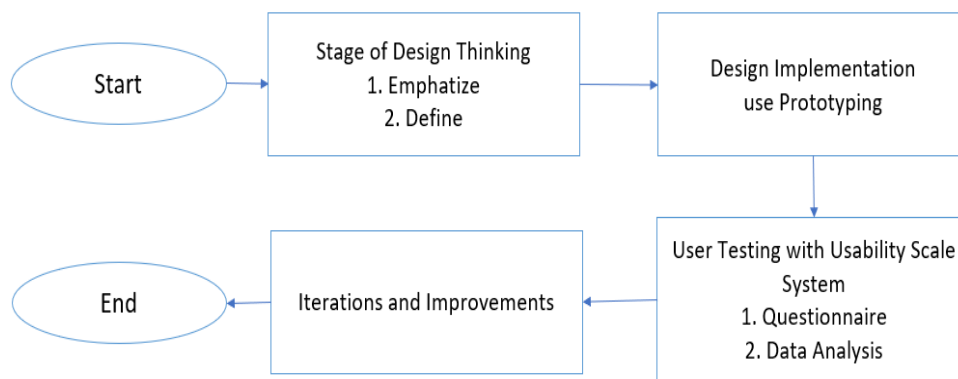 Start
Stage of Design Thinking
1. Emphatize
2. Define
Design Implementation
use Prototyping
User Testing with Usability Scale
System
1. Questionnaire
2. Data Analysis
Iterations and Improvements
End